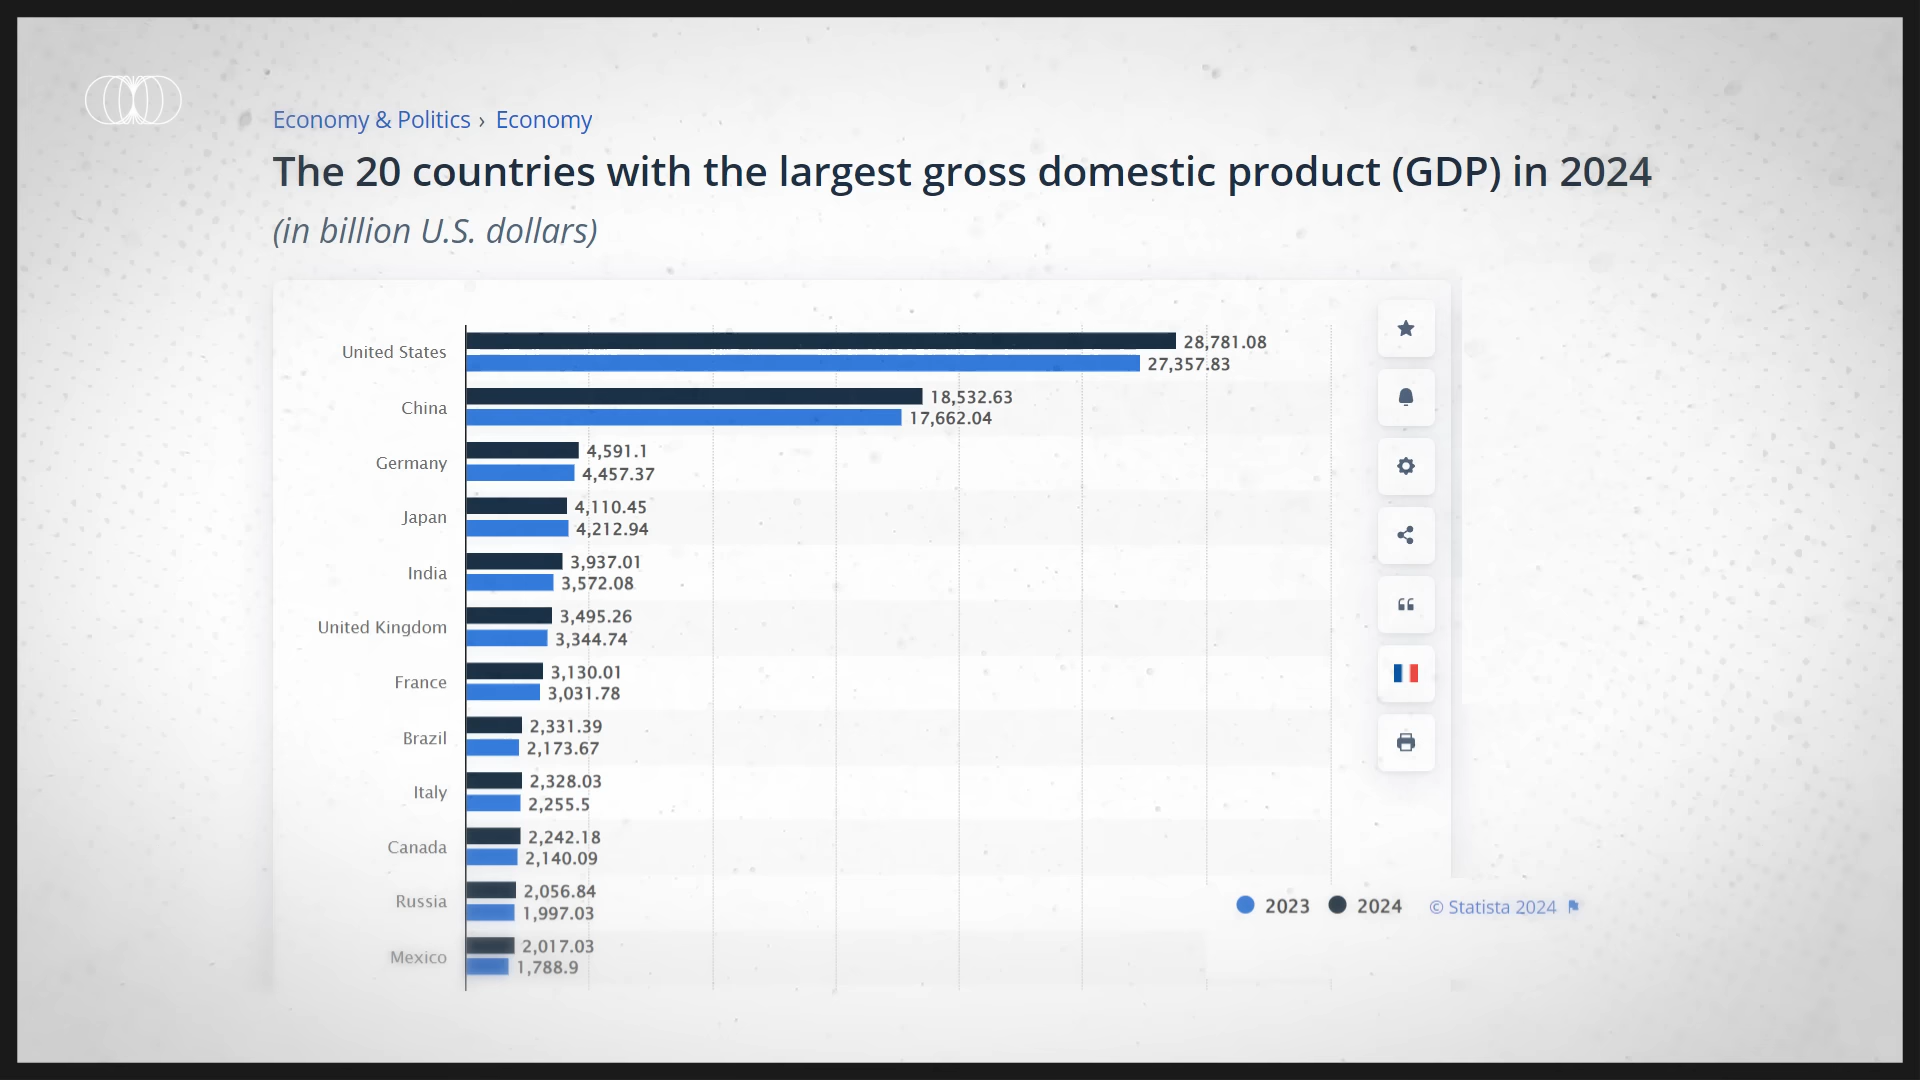 Economy & Politics › Economy
The 20 countries with the largest gross domestic product (GDP) in 2024
(in billion U.S. dollars)
United States
28,781.08
27,357.83
China
18,532.63
17,662.04
Germany
4,591.1
4,457.37
Japan
4,110.45
4,212.94
India
3,937.01
3,572.08
United Kingdom
3,495.26
3,344.74
France
3,130.01
3,031.78
Brazil
2,331.39
2,173.67
Italy
2,328.03
2,255.5
Canada
2,242.18
2,140.09
Russia
2,056.84
1,997.03
Mexico
2,017.03
1,788.9
2023 2024 © Statista 2024